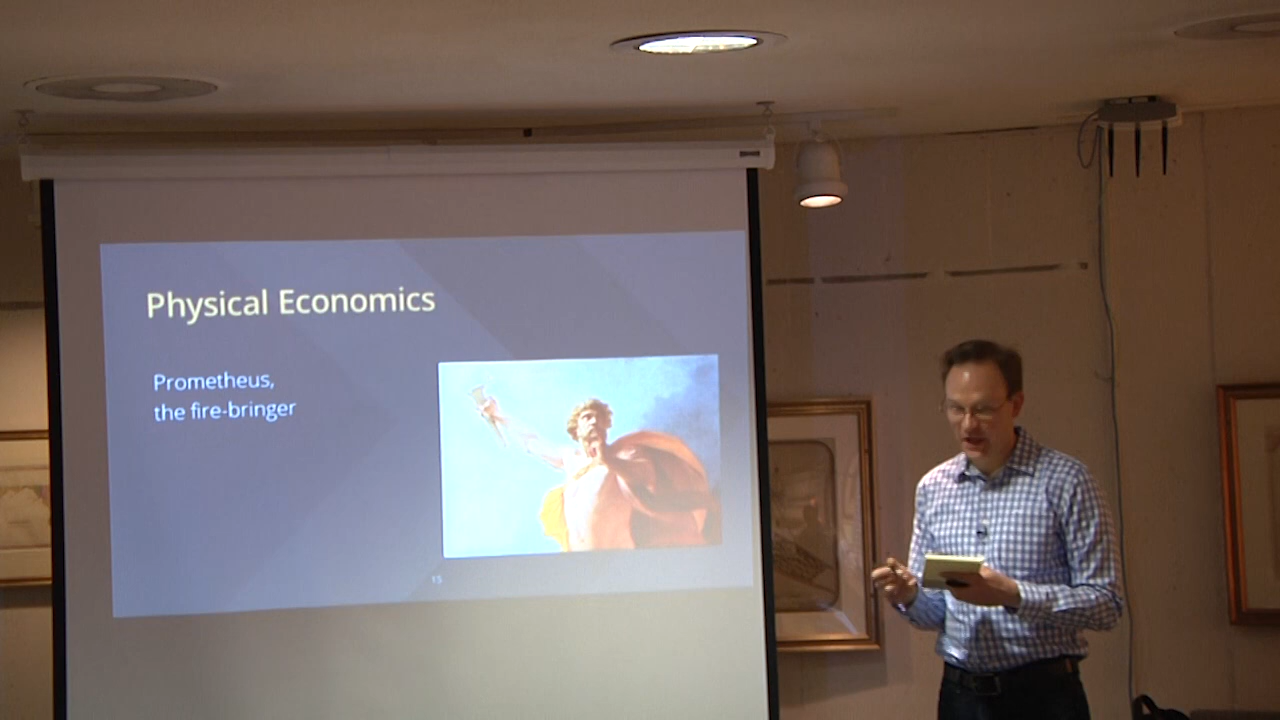 Physical Economics
Prometheus,
the fire-bringer
15